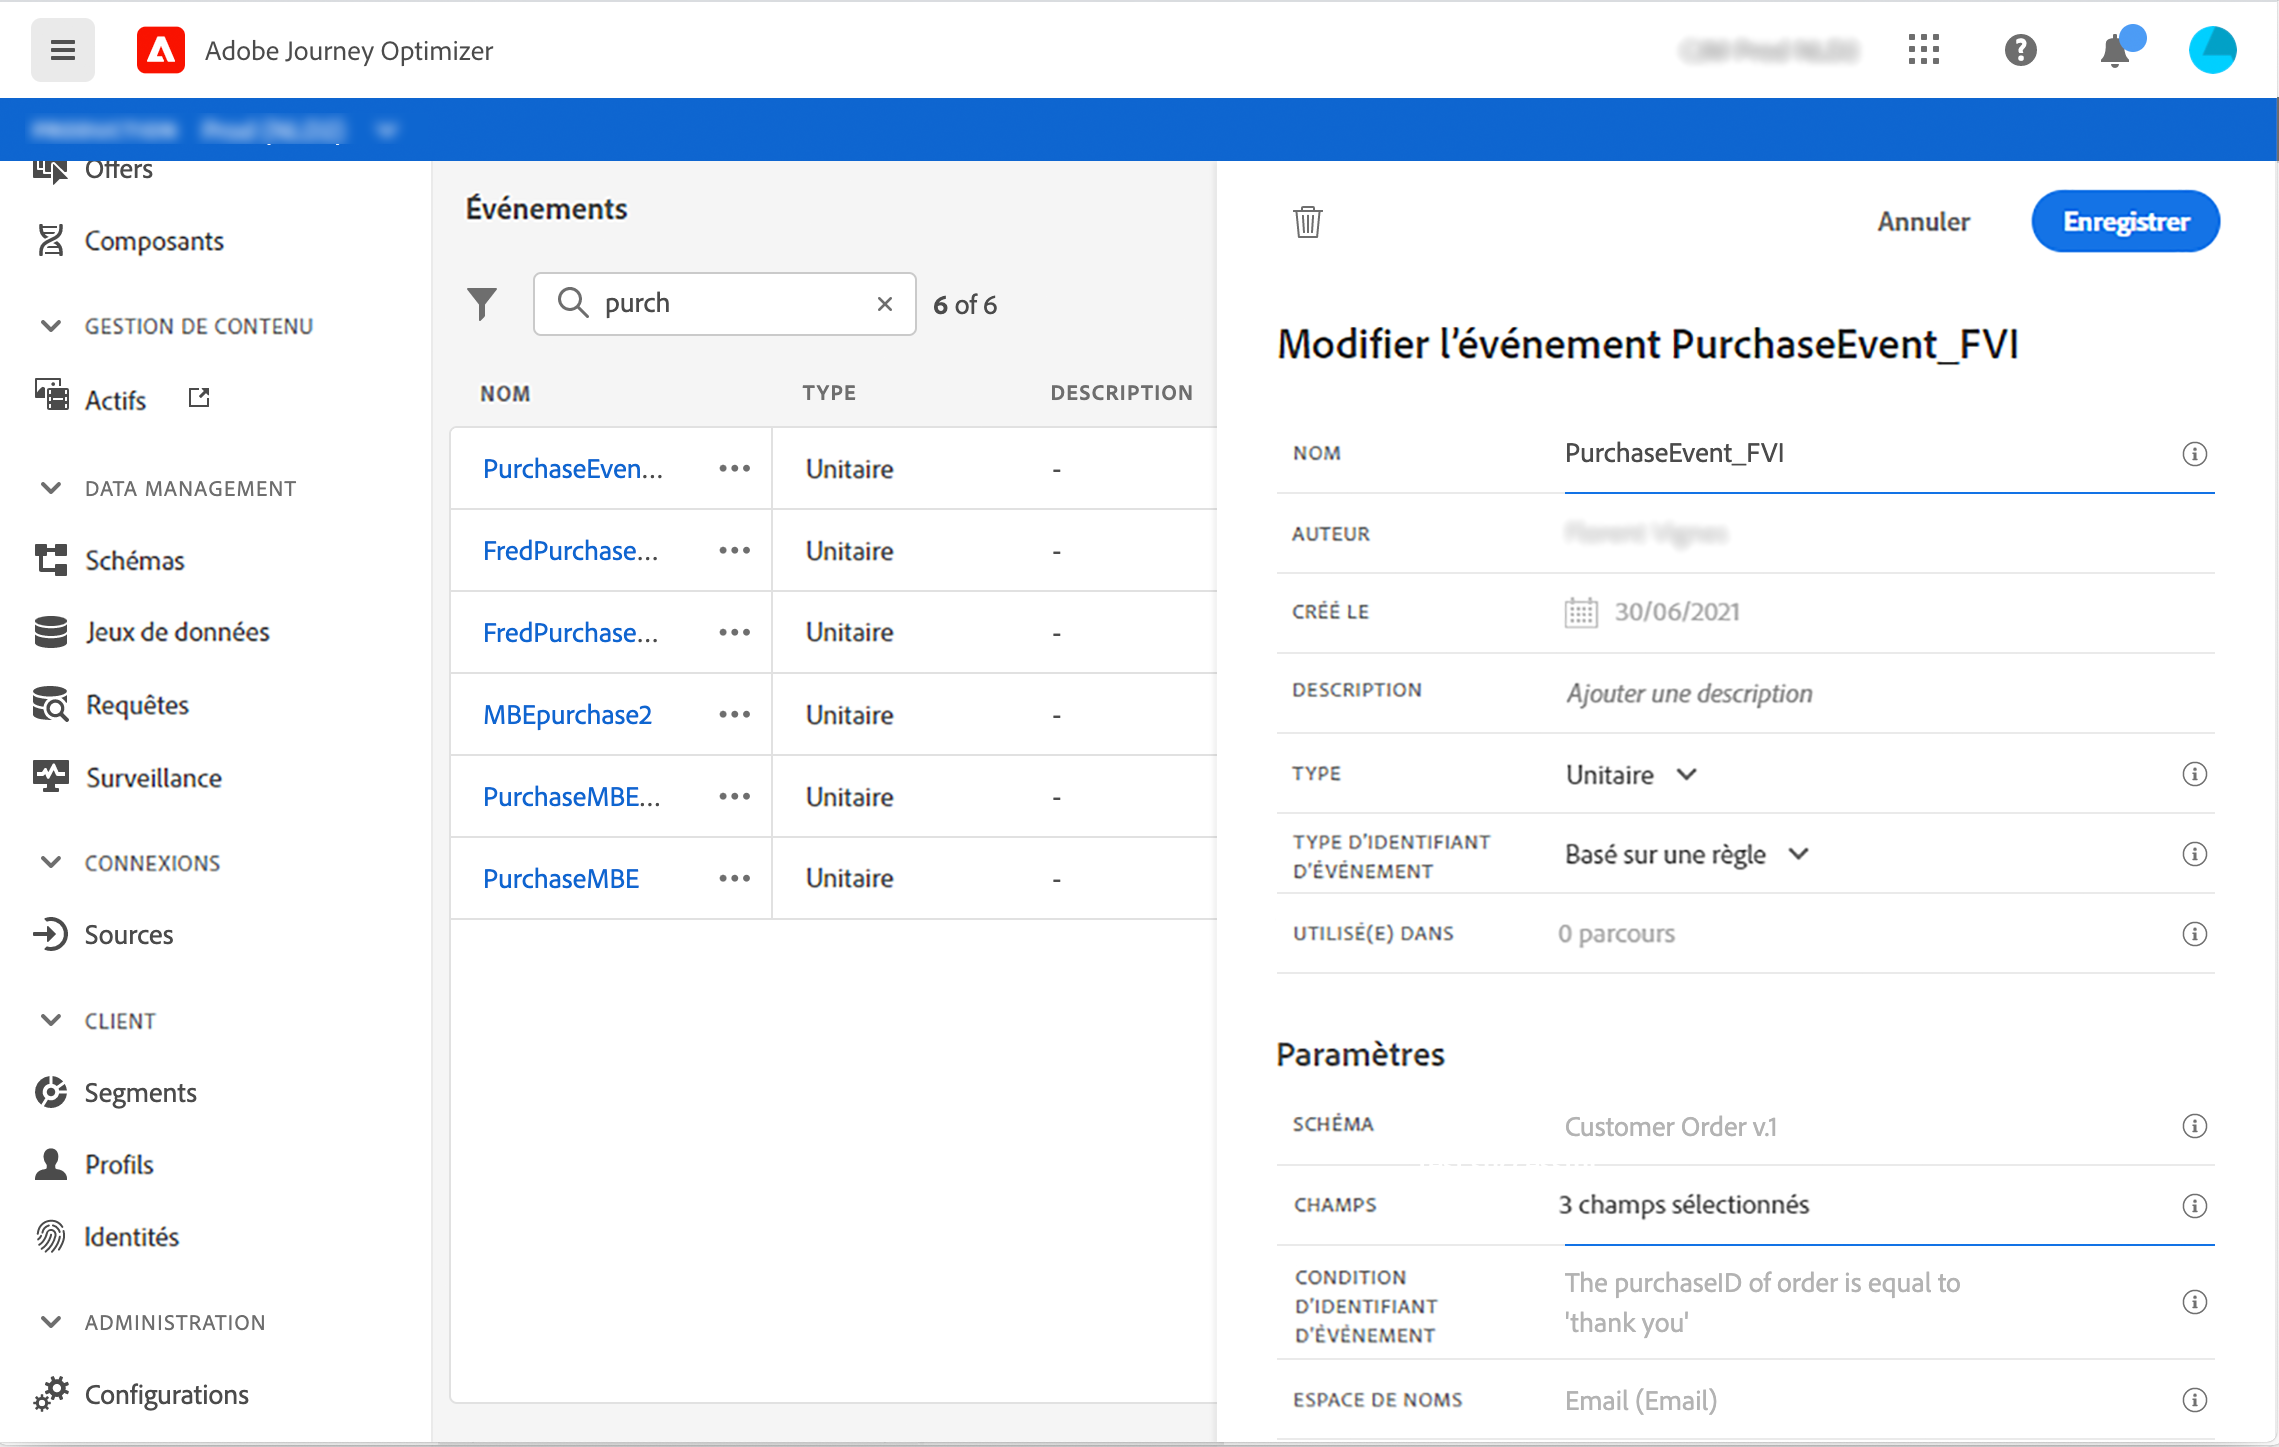 Adobe Journey Optimizer
Offers
Composants
GESTION DE CONTENU
Actifs
DATA MANAGEMENT
Schémas
Jeux de données
Requêtes
Surveillance
CONNEXIONS
Sources
CLIENT
Segments
Profils
Identités
ADMINISTRATION
Configurations
Événements
purch
6 of 6
NOM TYPE DESCRIPTION
PurchaseEven... Unitaire -
FredPurchase... Unitaire -
FredPurchase... Unitaire -
MBEpurchase2 Unitaire -
PurchaseMBE... Unitaire -
PurchaseMBE Unitaire -
Annuler
Enregistrer
Modifier l'événement PurchaseEvent_FVI
NOM PurchaseEvent_FVI
AUTEUR
CRÉÉ LE 30/06/2021
DESCRIPTION Ajouter une description
TYPE Unitaire
TYPE D'IDENTIFIANT
D'ÉVÉNEMENT
Basé sur une règle
UTILISÉ(E) DANS 0 parcours
Paramètres
SCHÉMA Customer Order v.1
CHAMPS 3 champs sélectionnés
CONDITION
D'IDENTIFIANT
D'ÉVÉNEMENT
The purchaseID of order is equal to
'thank you'
ESPACE DE NOMS Email (Email)